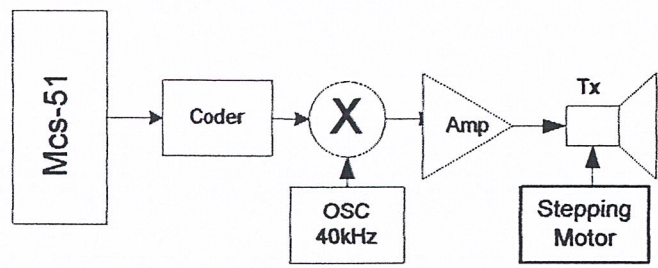 Mcs-51
Coder
X
Amp
Tx
OSC
40kHz
Stepping
Motor